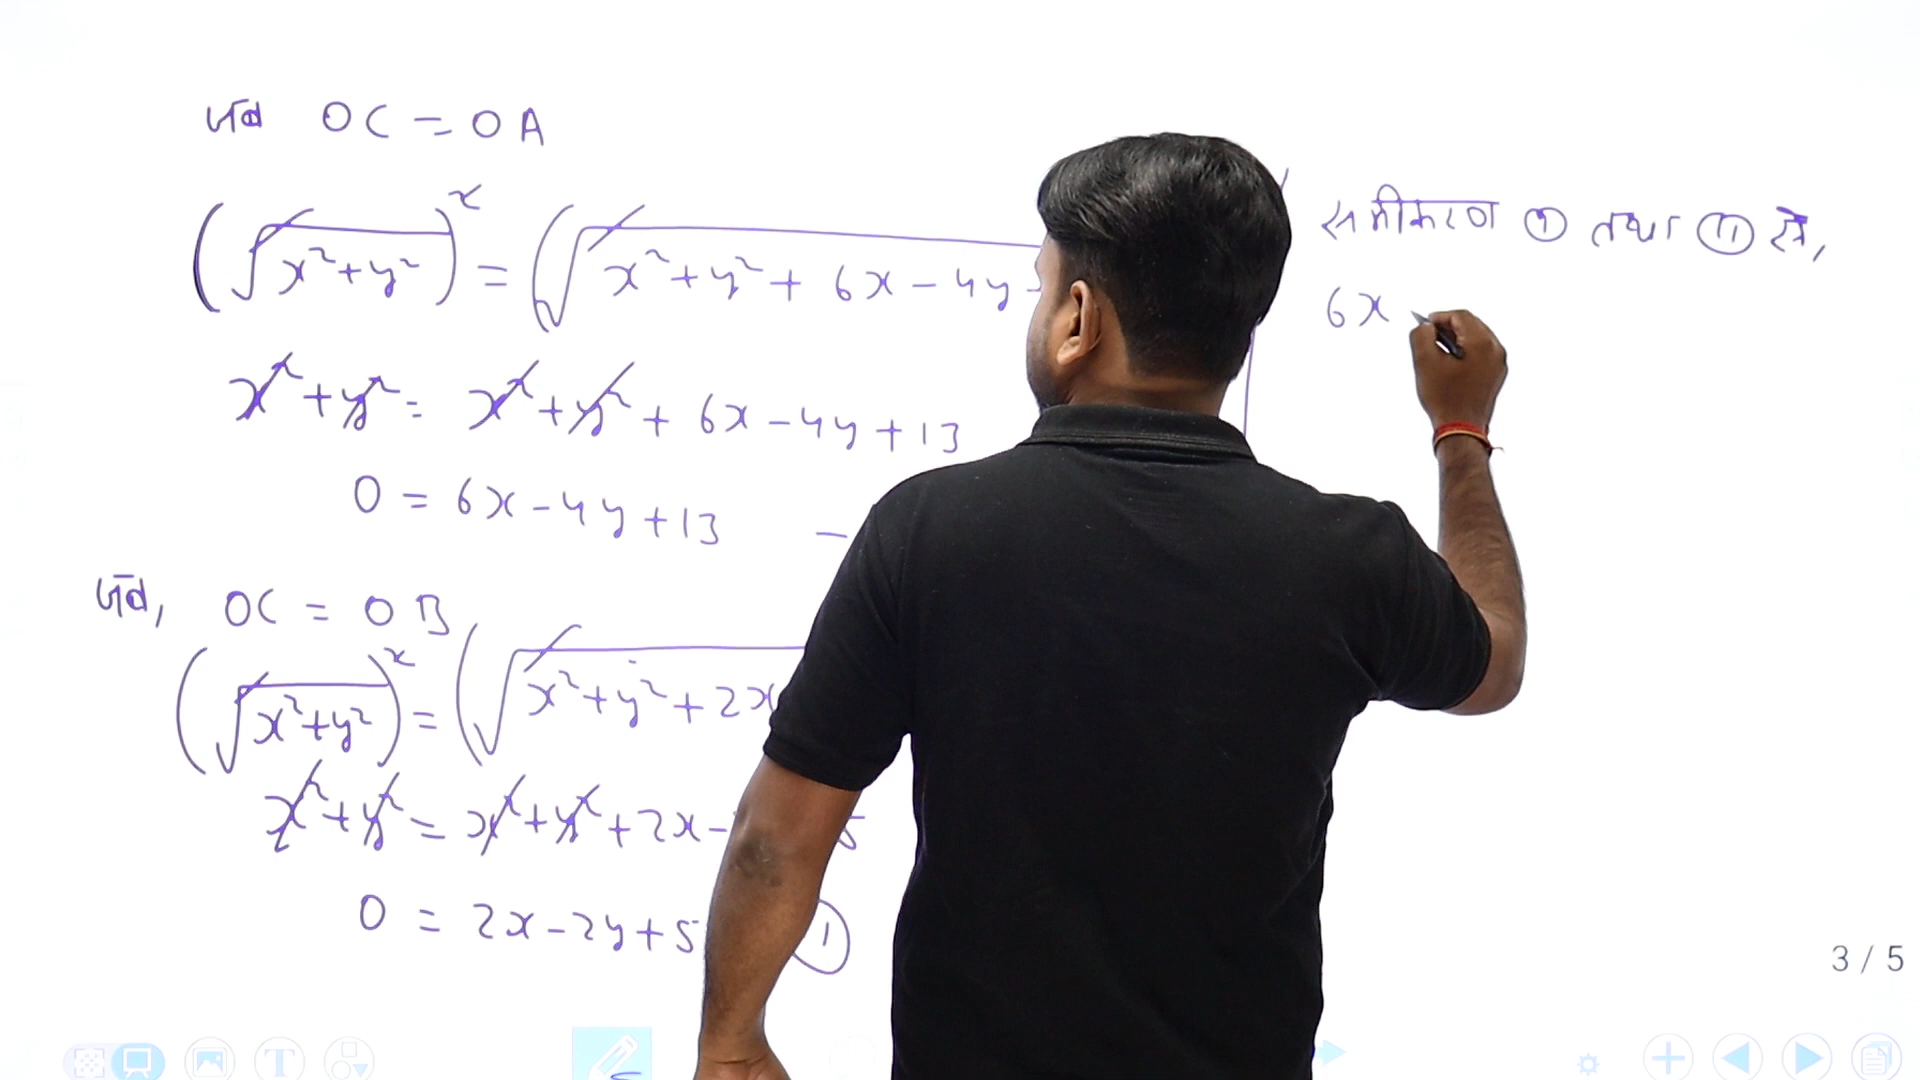 जब OC = OA
(√x²+y²)² = (√x²+y²+6x-4y
x²+y² = x²+y²+6x-4y+13
0 = 6x-4y+13 -
जब, OC = OB
(√x²+y²)² = (√x²+y²+2x
x²+y² = x²+y²+2x- 5
0 = 2x-2y+5
समीकरण ① तथा ⑪ से,
6x
3 / 5
T